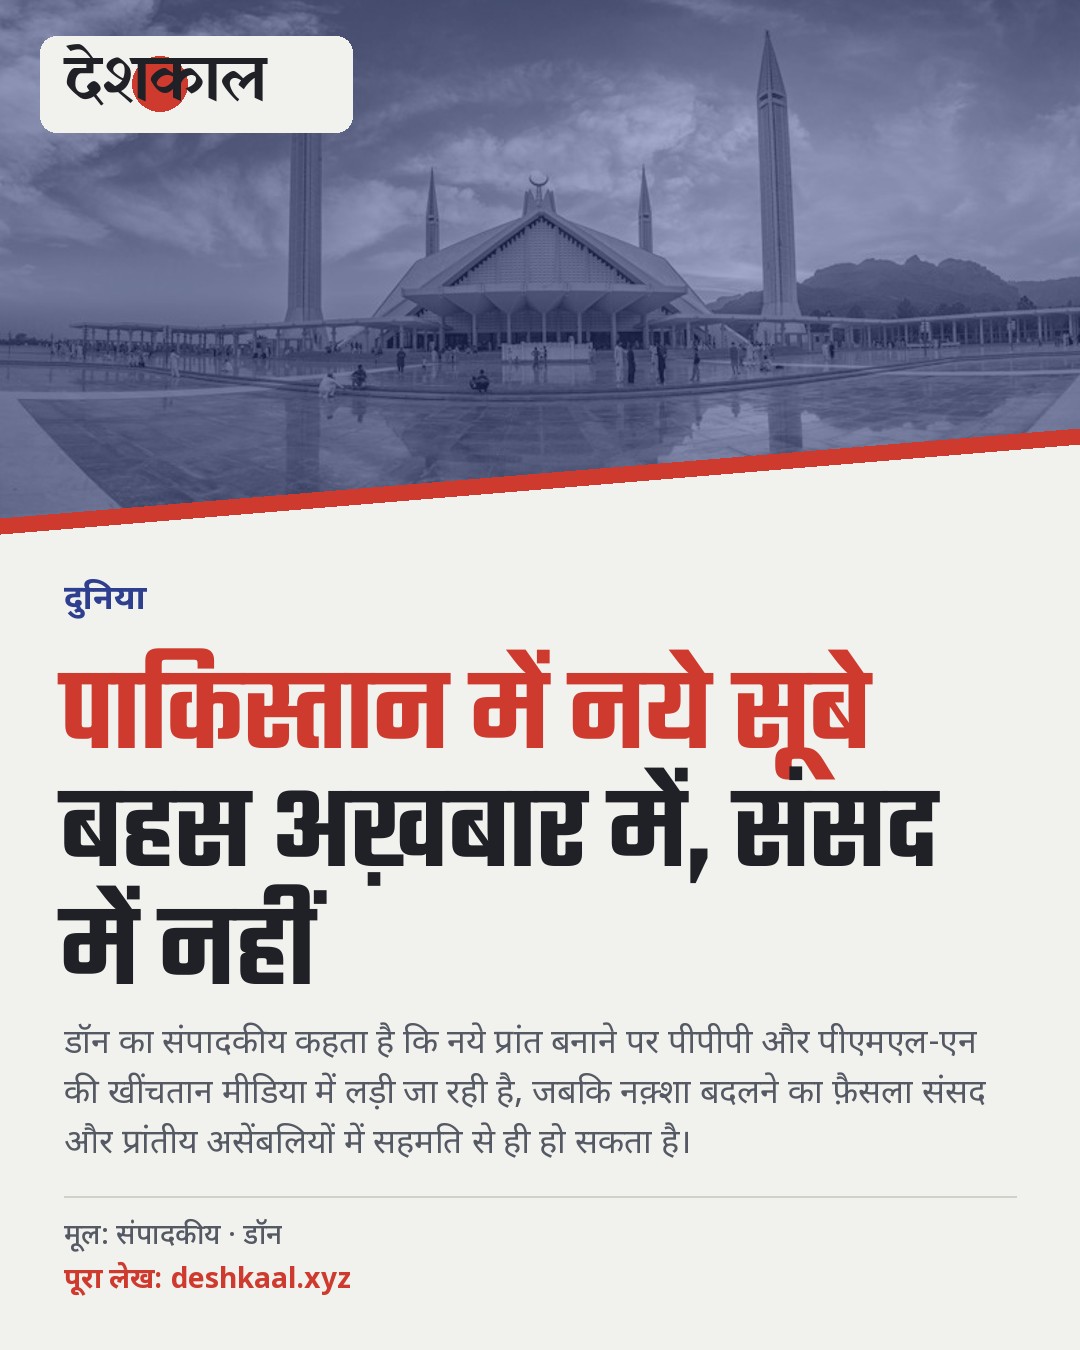 देशकाल
दुनिया
पाकिस्तान में नये सूबे
बहस अख़बार में, संसद
में नहीं
डॉन का संपादकीय कहता है कि नये प्रांत बनाने पर पीपीपी और पीएमएल-एन
की खींचतान मीडिया में लड़ी जा रही है, जबकि नक़्शा बदलने का फ़ैसला संसद
और प्रांतीय असेंबलियों में सहमति से ही हो सकता है।
मूल: संपादकीय · डॉन
पूरा लेख: deshkaal.xyz